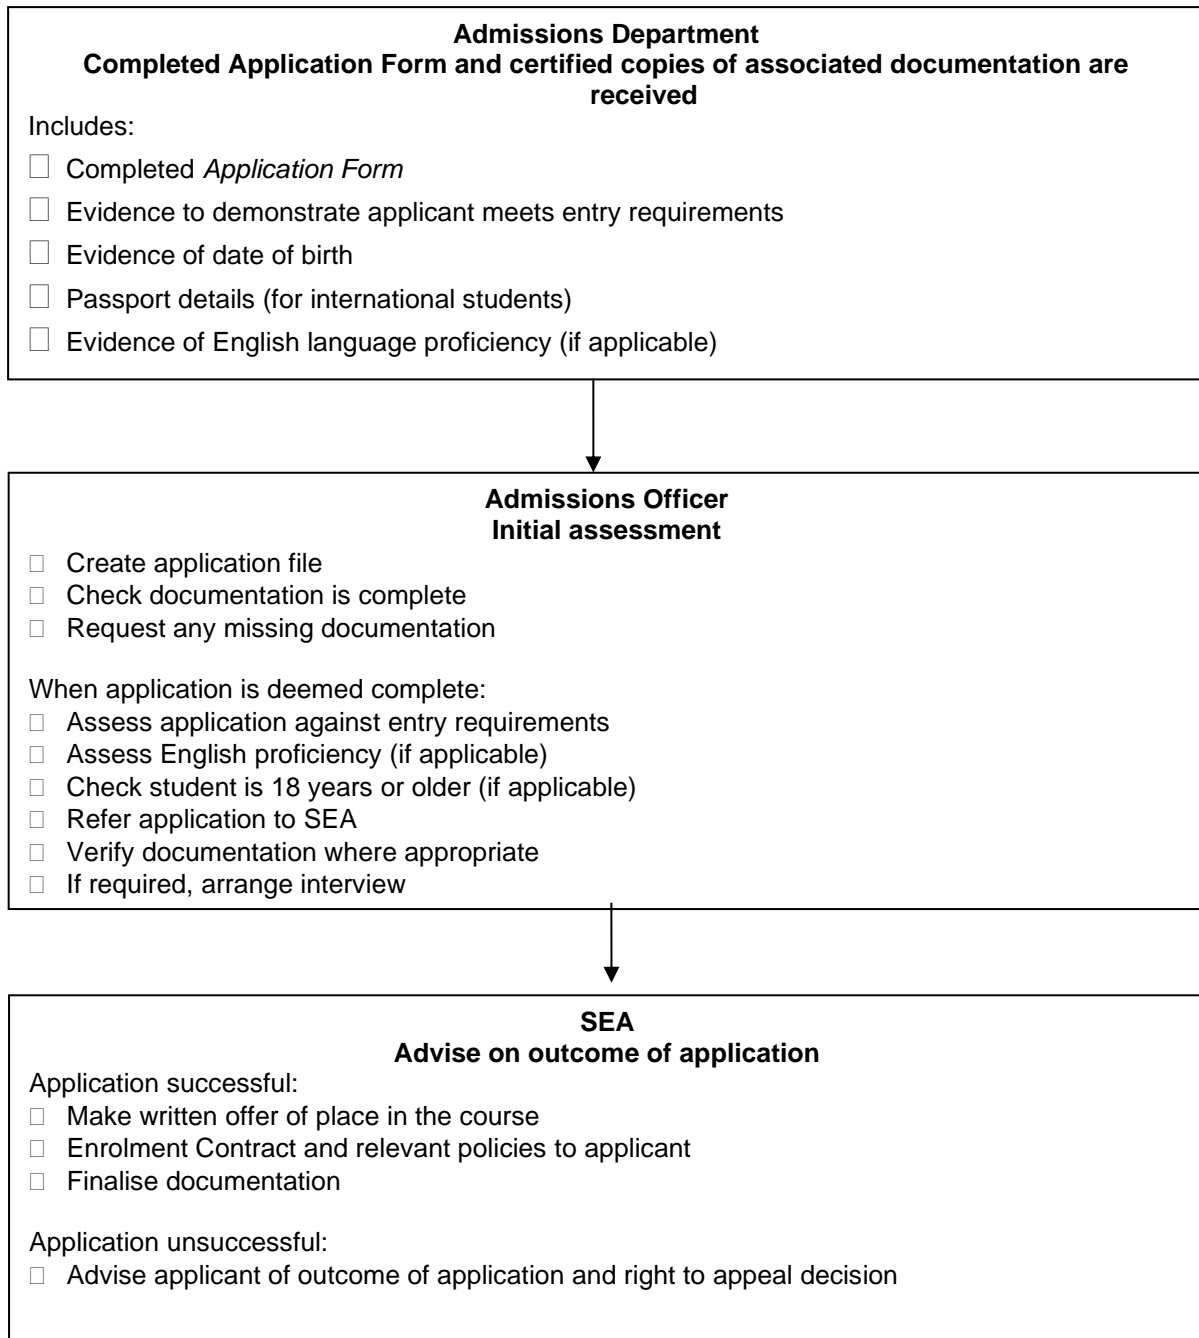 Admissions Department
Completed Application Form and certified copies of associated documentation are
received
Includes:
Completed Application Form
Evidence to demonstrate applicant meets entry requirements
Evidence of date of birth
Passport details (for international students)
Evidence of English language proficiency (if applicable)
Admissions Officer
Initial assessment
Create application file
Check documentation is complete
Request any missing documentation
When application is deemed complete:
Assess application against entry requirements
Assess English proficiency (if applicable)
Check student is 18 years or older (if applicable)
Refer application to SEA
Verify documentation where appropriate
If required, arrange interview
SEA
Advise on outcome of application
Application successful:
Make written offer of place in the course
Enrolment Contract and relevant policies to applicant
Finalise documentation
Application unsuccessful:
Advise applicant of outcome of application and right to appeal decision